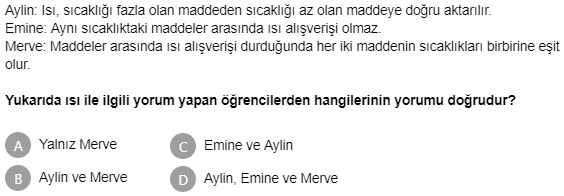 Aylin: Isı, sıcaklığı fazla olan maddeden sıcaklığı az olan maddeye doğru aktarılır.
Emine: Aynı sıcaklıktaki maddeler arasında ısı alışverişi olmaz.
Merve: Maddeler arasında ısı alışverişi durduğunda her iki maddenin sıcaklıkları birbirine eşit
olur.
Yukarıda ısı ile ilgili yorum yapan öğrencilerden hangilerinin yorumu doğrudur?
A Yalnız Merve
C Emine ve Aylin
B Aylin ve Merve
D Aylin, Emine ve Merve